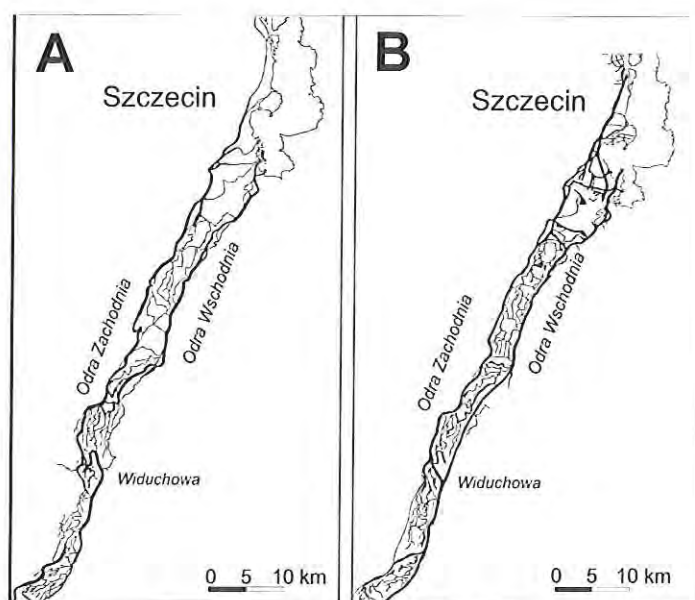 A
Szczecin
Odra Zachodnia
Odra Wschodnia
Widuchowa
0 5 10 km
B
Szczecin
Odra Zachodnia
Odra Wschodnia
Widuchowa
0 5 10 km